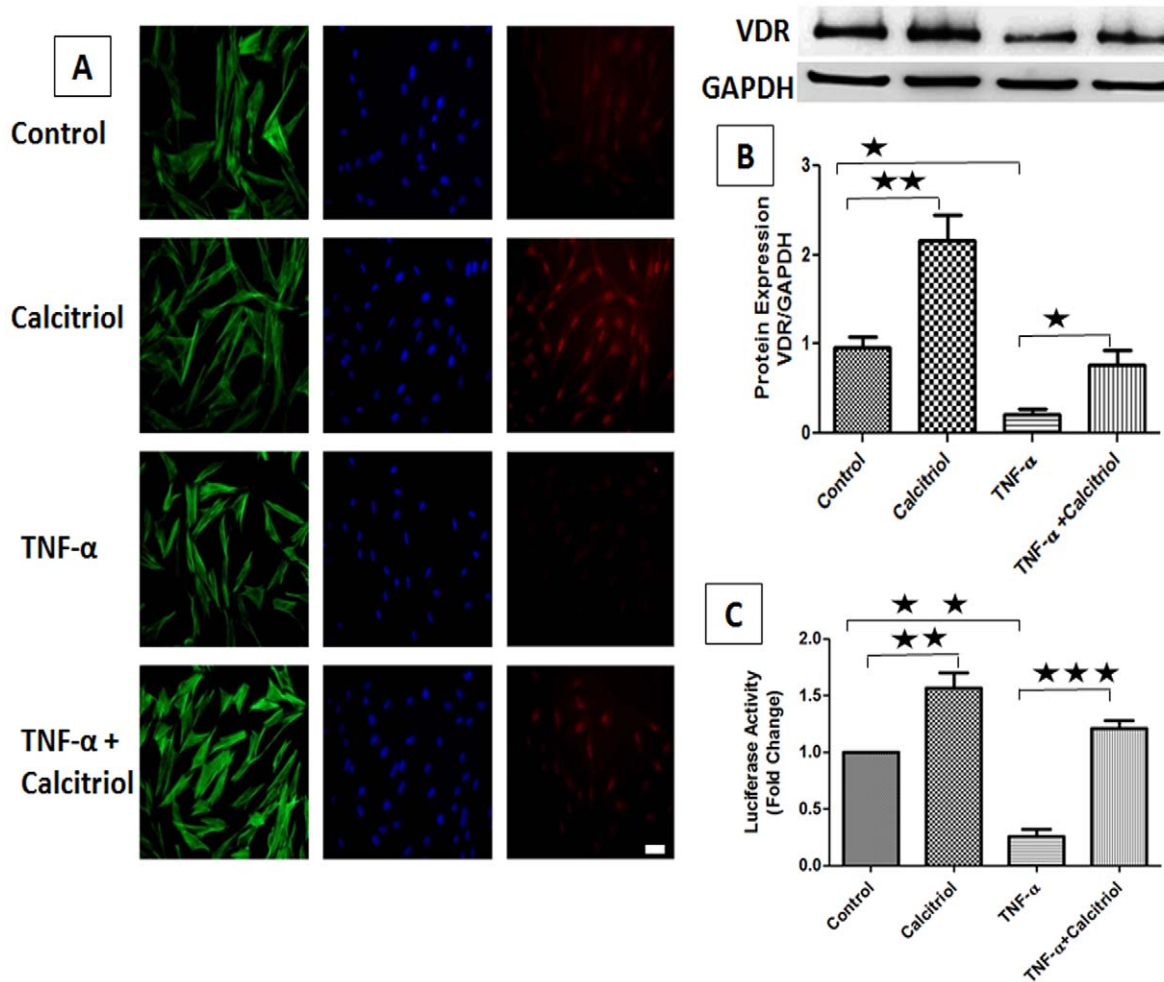 A
Control
Calcitriol
TNF-α
TNF-α +
Calcitriol
VDR
GAPDH
B
★
★★
★
3
2
1
0
Protein Expression
VDR/GAPDH
Control
Calcitriol
TNF-α
TNF-α +Calcitriol
C
★ ★
★★
★★★
2.0
1.5
1.0
0.5
0.0
Luciferase Activity
(Fold Change)
Control
Calcitriol
TNF-α
TNF-α+Calcitriol